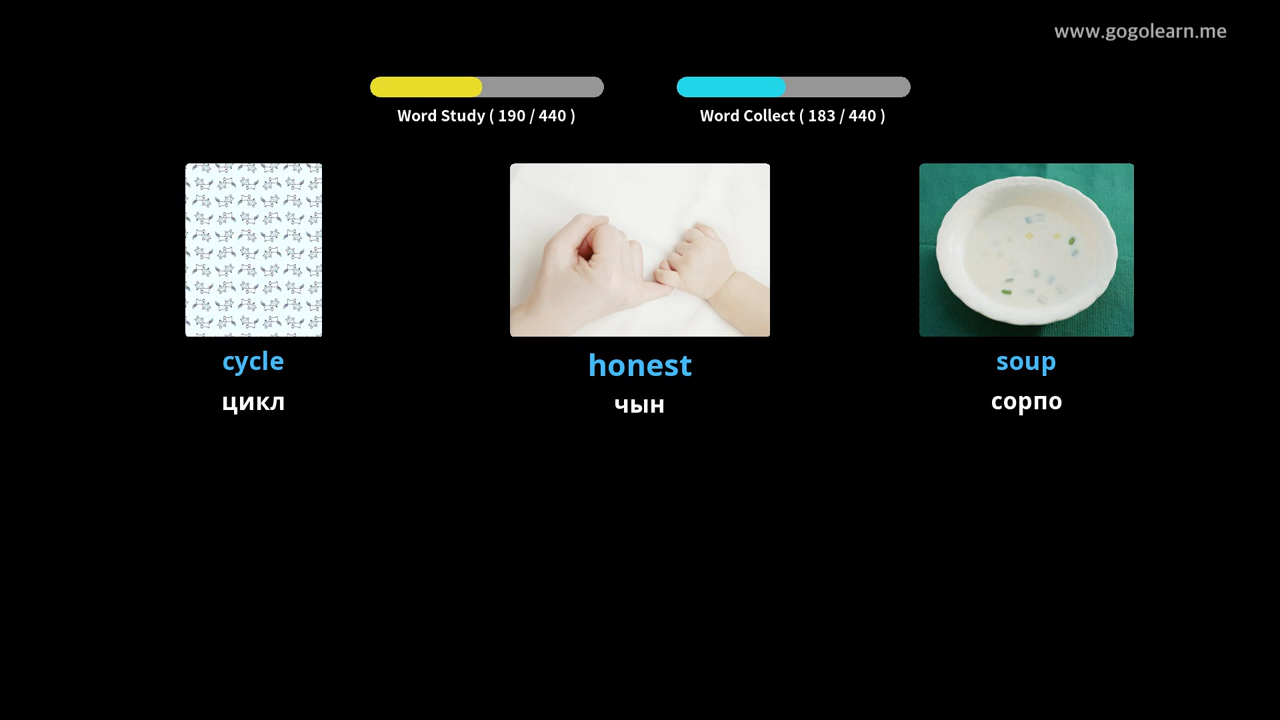 www.gogolearn.me
Word Study ( 190 / 440 )
Word Collect ( 183 / 440 )
cycle
цикл
honest
чын
soup
сорпо